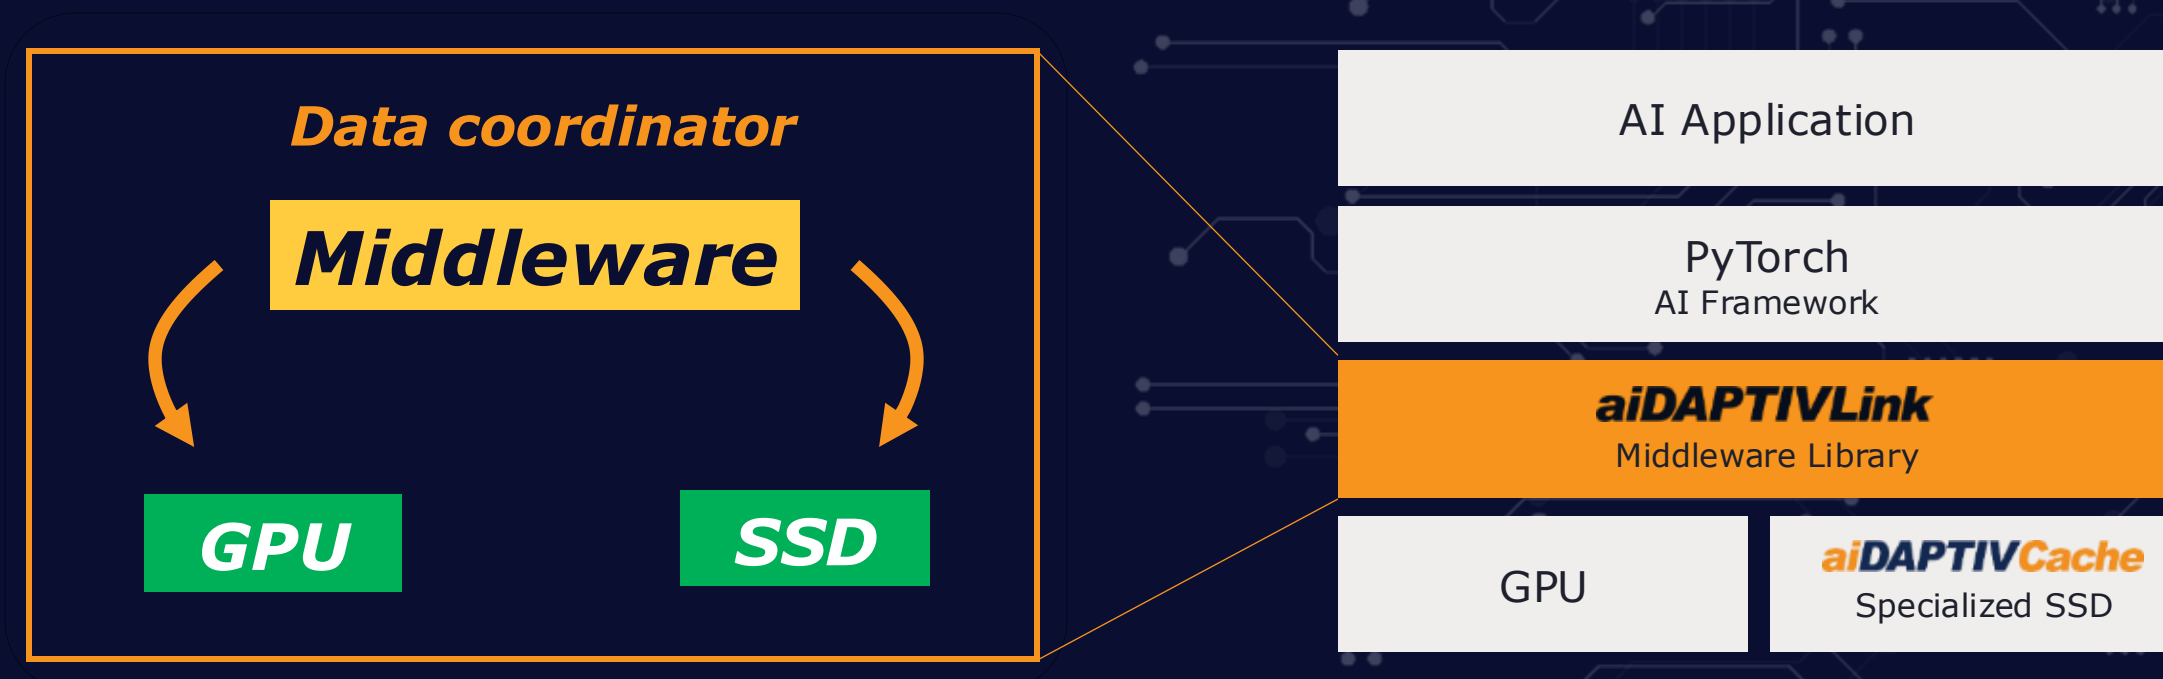 Data coordinator
Middleware
GPU
SSD
AI Application
PyTorch
AI Framework
aiDAPTIVLink
Middleware Library
GPU
aiDAPTIVCache
Specialized SSD